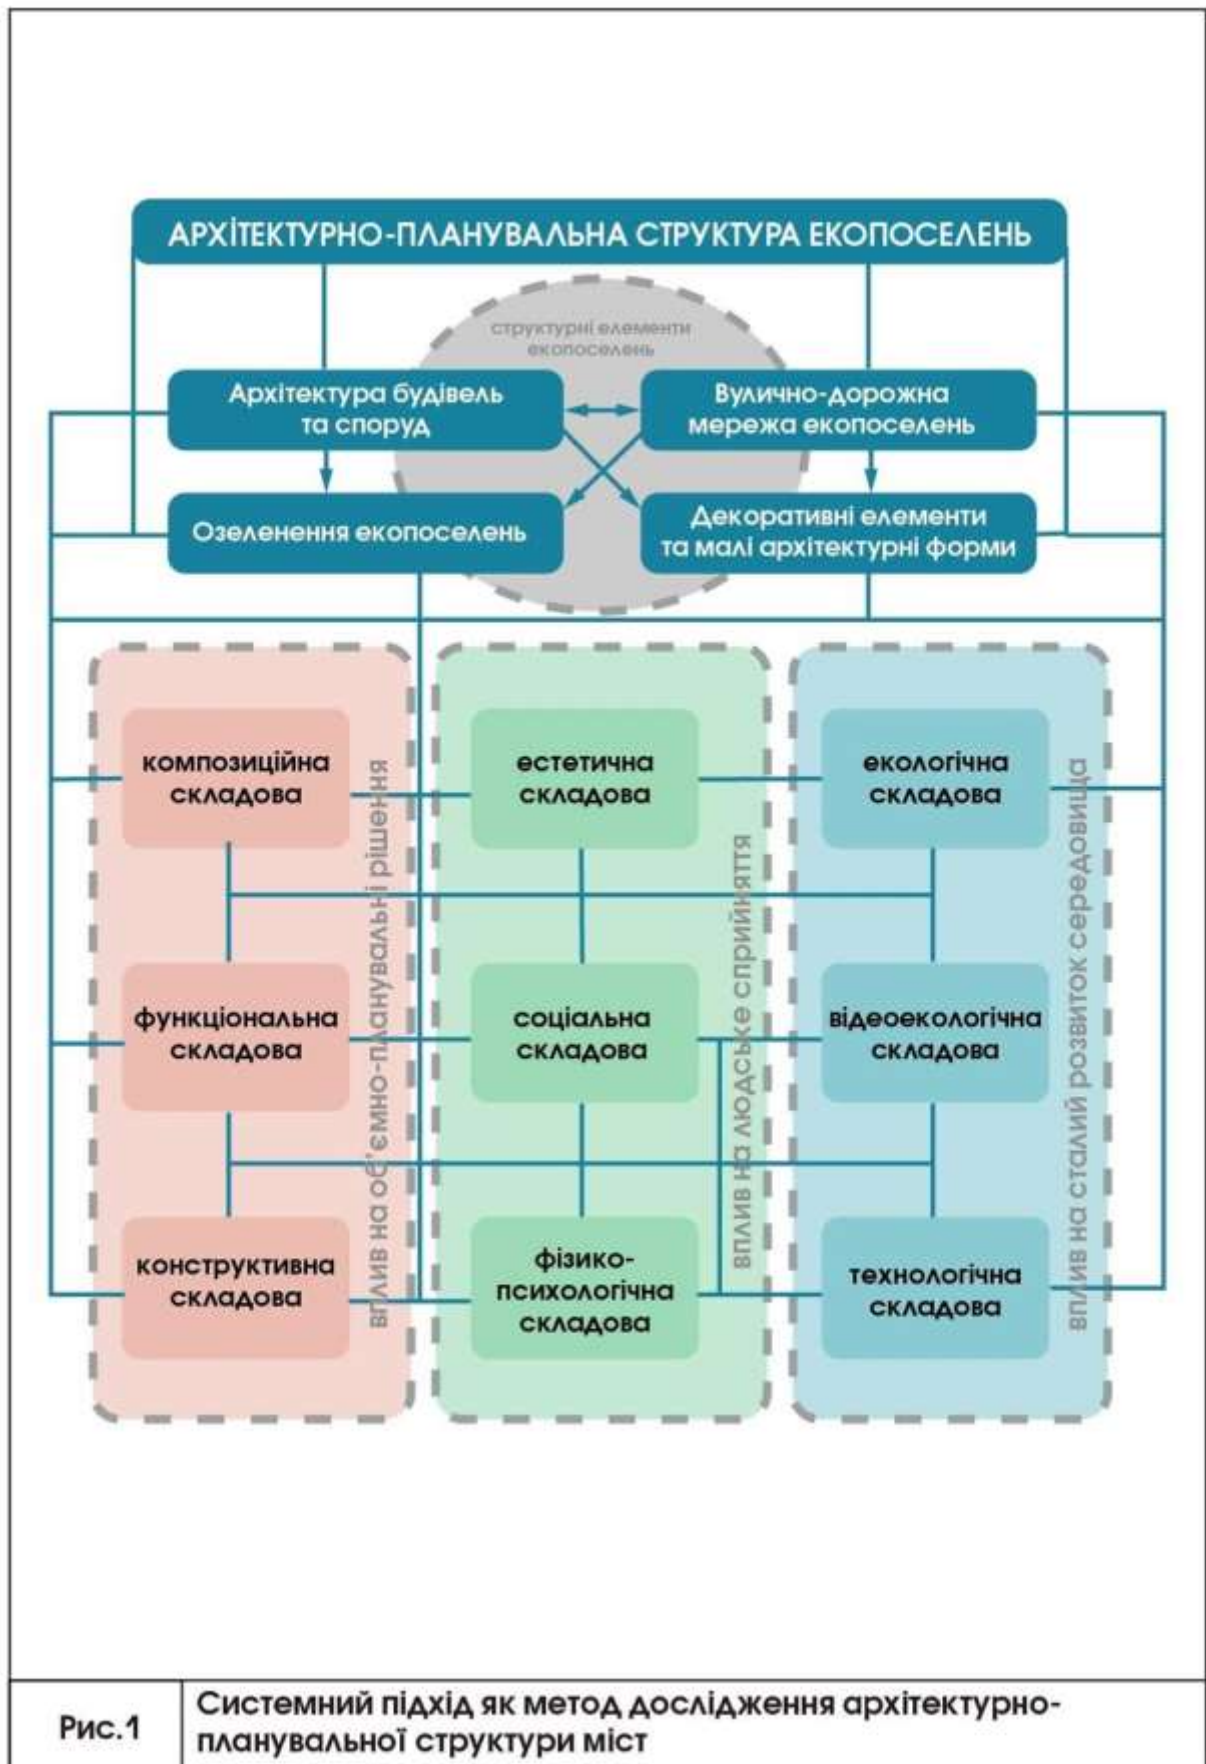 АРХІТЕКТУРНО-ПЛАНУВАЛЬНА СТРУКТУРА ЕКОПОСЕЛЕНЬ
структурні елементи
екопоселень
Архітектура будівель
та споруд
Вулично-дорожна
мережа екопоселень
Озеленення екопоселень
Декоративні елементи
та малі архітектурні форми
композиційна
складова
функціональна
складова
конструктивна
складова
вплив на об'ємно-планувальні рішення
естетична
складова
соціальна
складова
фізико-
психологічна
складова
вплив на людське сприйняття
екологічна
складова
відеоекологічна
складова
технологічна
складова
вплив на сталий розвиток середовища
Рис.1
Системний підхід як метод дослідження архітектурно-
планувальної структури міст